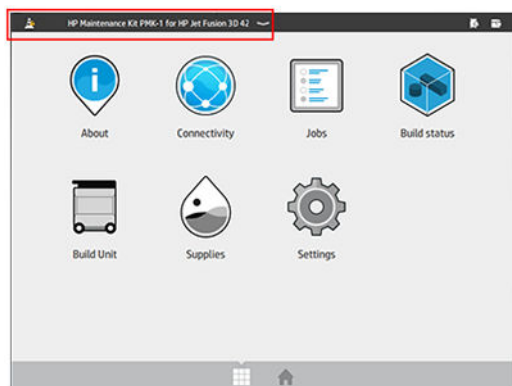 HP Maintenance Kit PMK-1 for HP Jet Fusion 3D 42
About
Connectivity
Jobs
Build status
Build Unit
Supplies
Settings